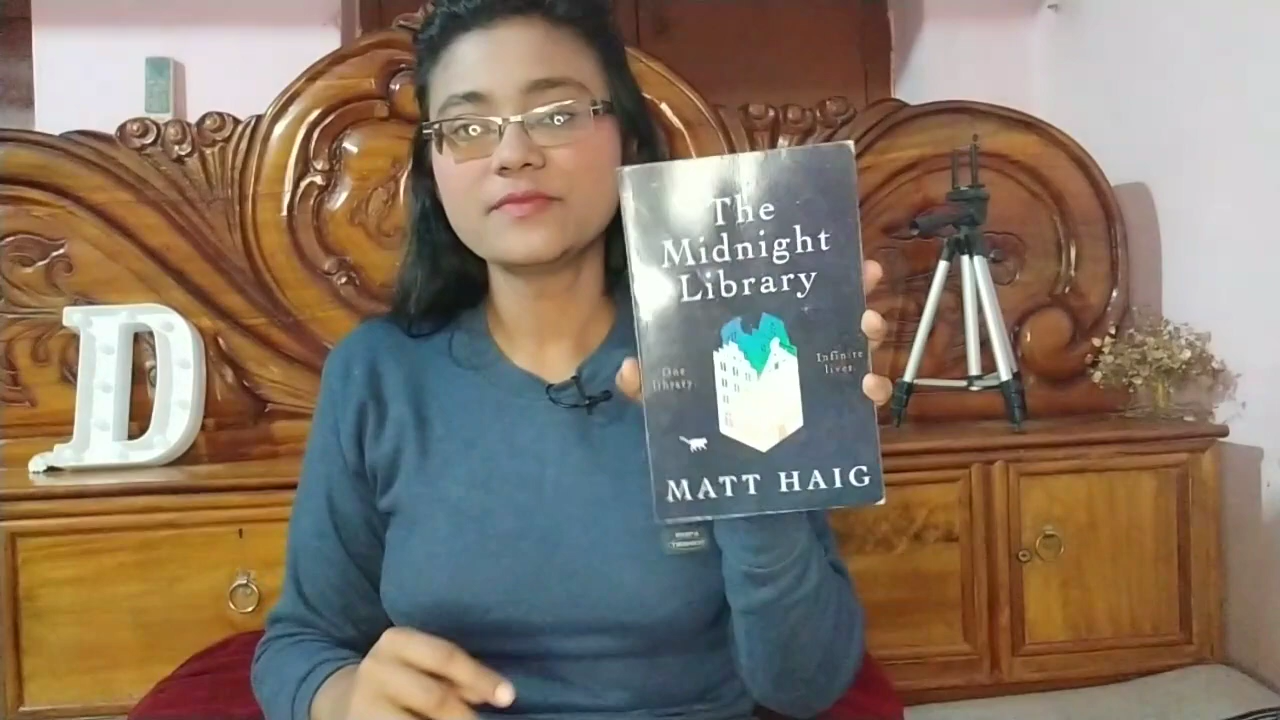 D
The
Midnight
Library
One
library.
Infinite
lives.
MATT HAIG